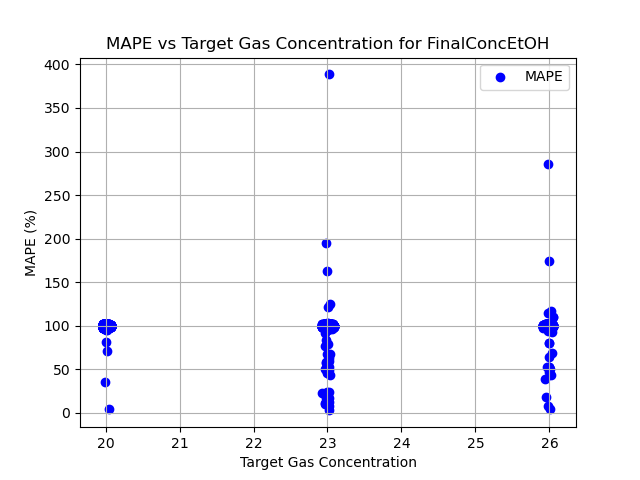 MAPE vs Target Gas Concentration for FinalConcEtOH
MAPE
400
350
300
250
200
150
100
50
0
MAPE (%)
20 21 22 23 24 25 26
Target Gas Concentration